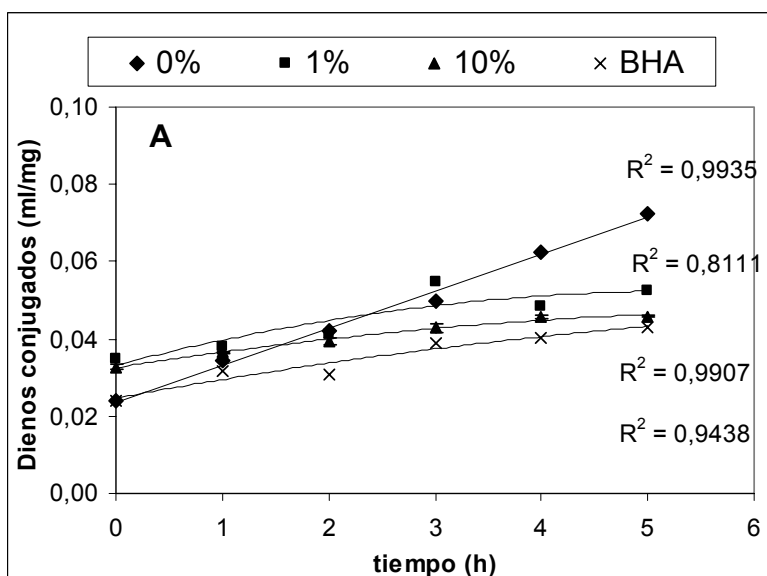 0% 1% 10% BHA
A
Dienos conjugados (ml/mg)
0,10
0,08
0,06
0,04
0,02
0,00
R² = 0,9935
R² = 0,8111
R² = 0,9907
R² = 0,9438
0 1 2 3 4 5 6
tiempo (h)